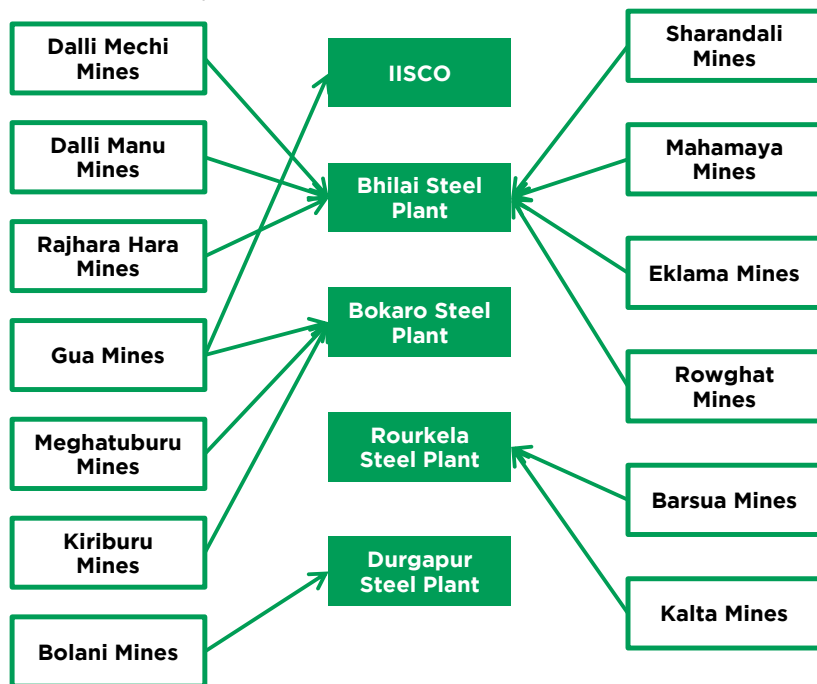 Dalli Mechi
Mines
Dalli Manu
Mines
Rajhara Hara
Mines
Gua Mines
Meghatuburu
Mines
Kiriburu
Mines
Bolani Mines
IISCO
Bhilai Steel
Plant
Bokaro Steel
Plant
Rourkela
Steel Plant
Durgapur
Steel Plant
Sharandali
Mines
Mahamaya
Mines
Eklama Mines
Rowghat
Mines
Barsua Mines
Kalta Mines